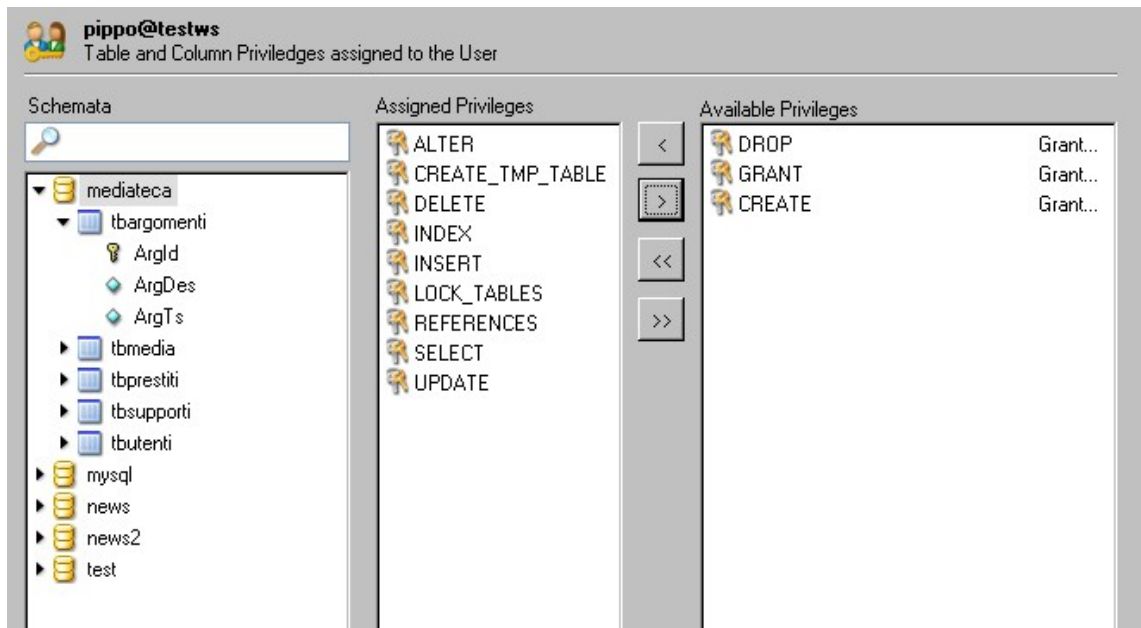 pippo@testws
Table and Column Priviledges assigned to the User
Schemata
mediateca
tbargomenti
ArgId
ArgDes
ArgTs
tbmedia
tbprestiti
tbsupporti
tbutenti
mysql
news
news2
test
Assigned Privileges
ALTER
CREATE_TMP_TABLE
DELETE
INDEX
INSERT
LOCK_TABLES
REFERENCES
SELECT
UPDATE
<
>
<<
>>
Available Privileges
DROP Grant...
GRANT Grant...
CREATE Grant...